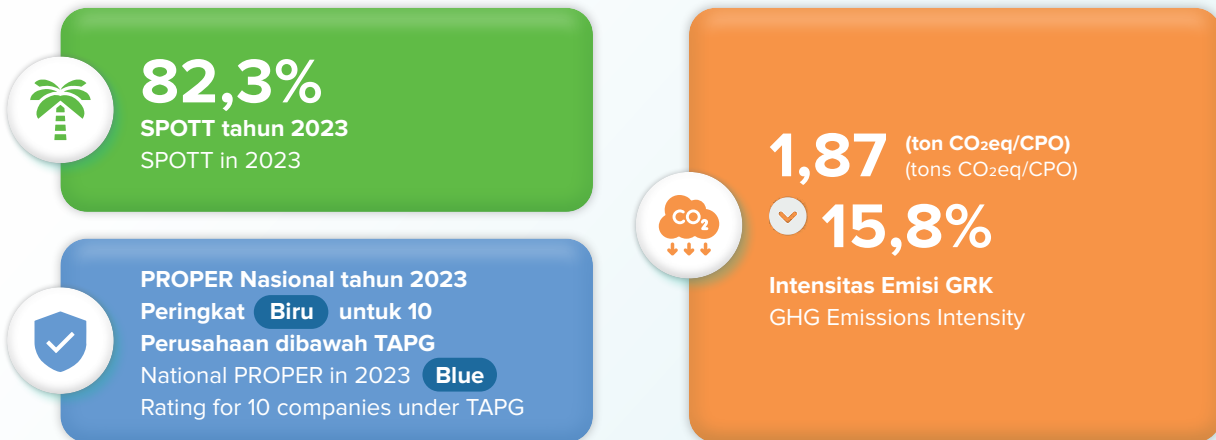 82,3%
SPOTT tahun 2023
SPOTT in 2023
PROPER Nasional tahun 2023
Peringkat Biru untuk 10
Perusahaan dibawah TAPG
National PROPER in 2023 Blue
Rating for 10 companies under TAPG
CO₂
1,87 (ton CO₂eq/CPO)
(tons CO₂eq/CPO)
15,8%
Intensitas Emisi GRK
GHG Emissions Intensity